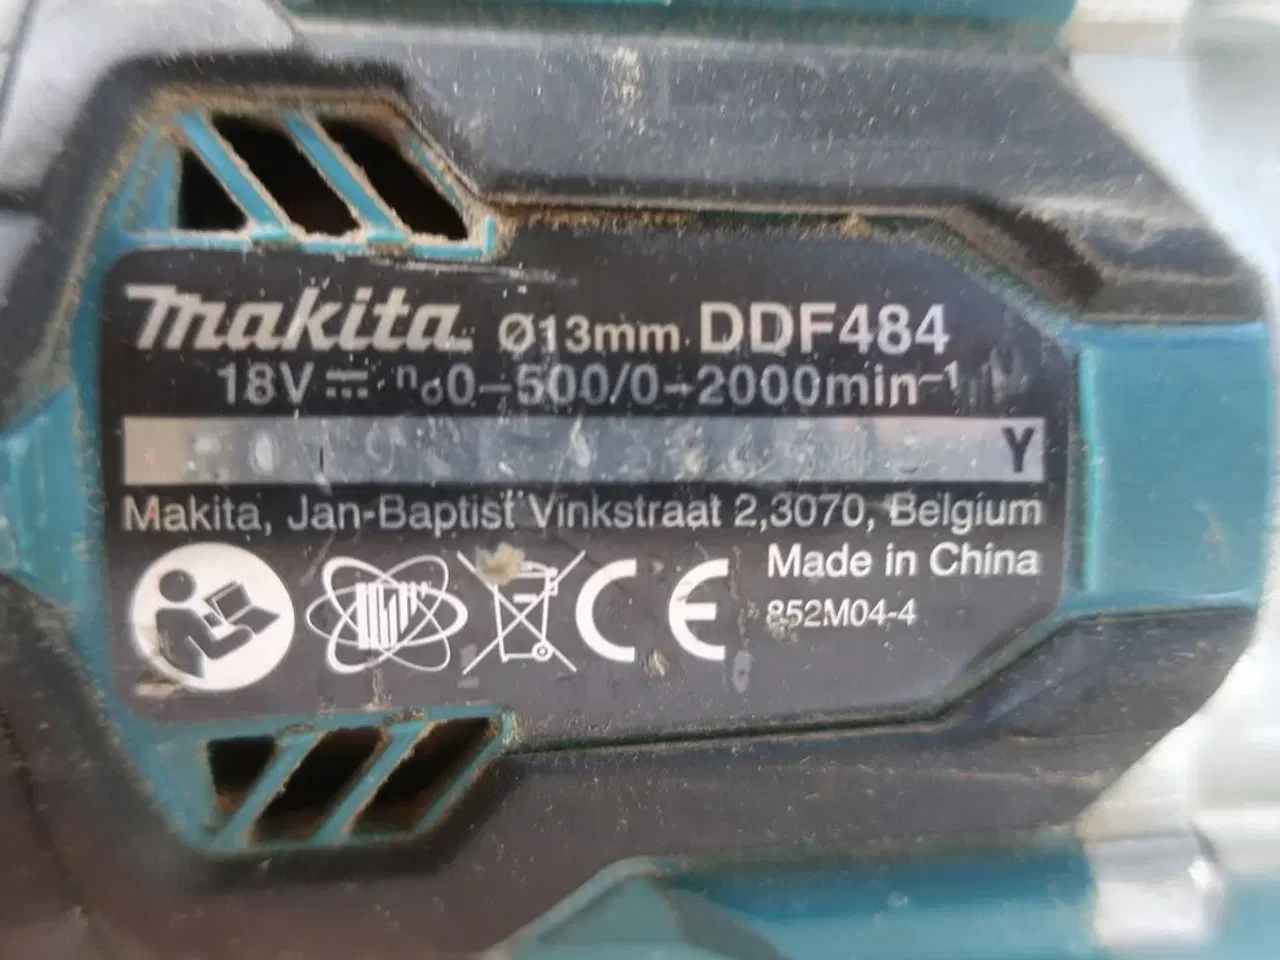 makita Ø13mm DDF484
18V ⎓ n₀0-500/0-2000min⁻¹
Y
Makita, Jan-Baptist Vinkstraat 2,3070, Belgium
Made in China
CE 852M04-4